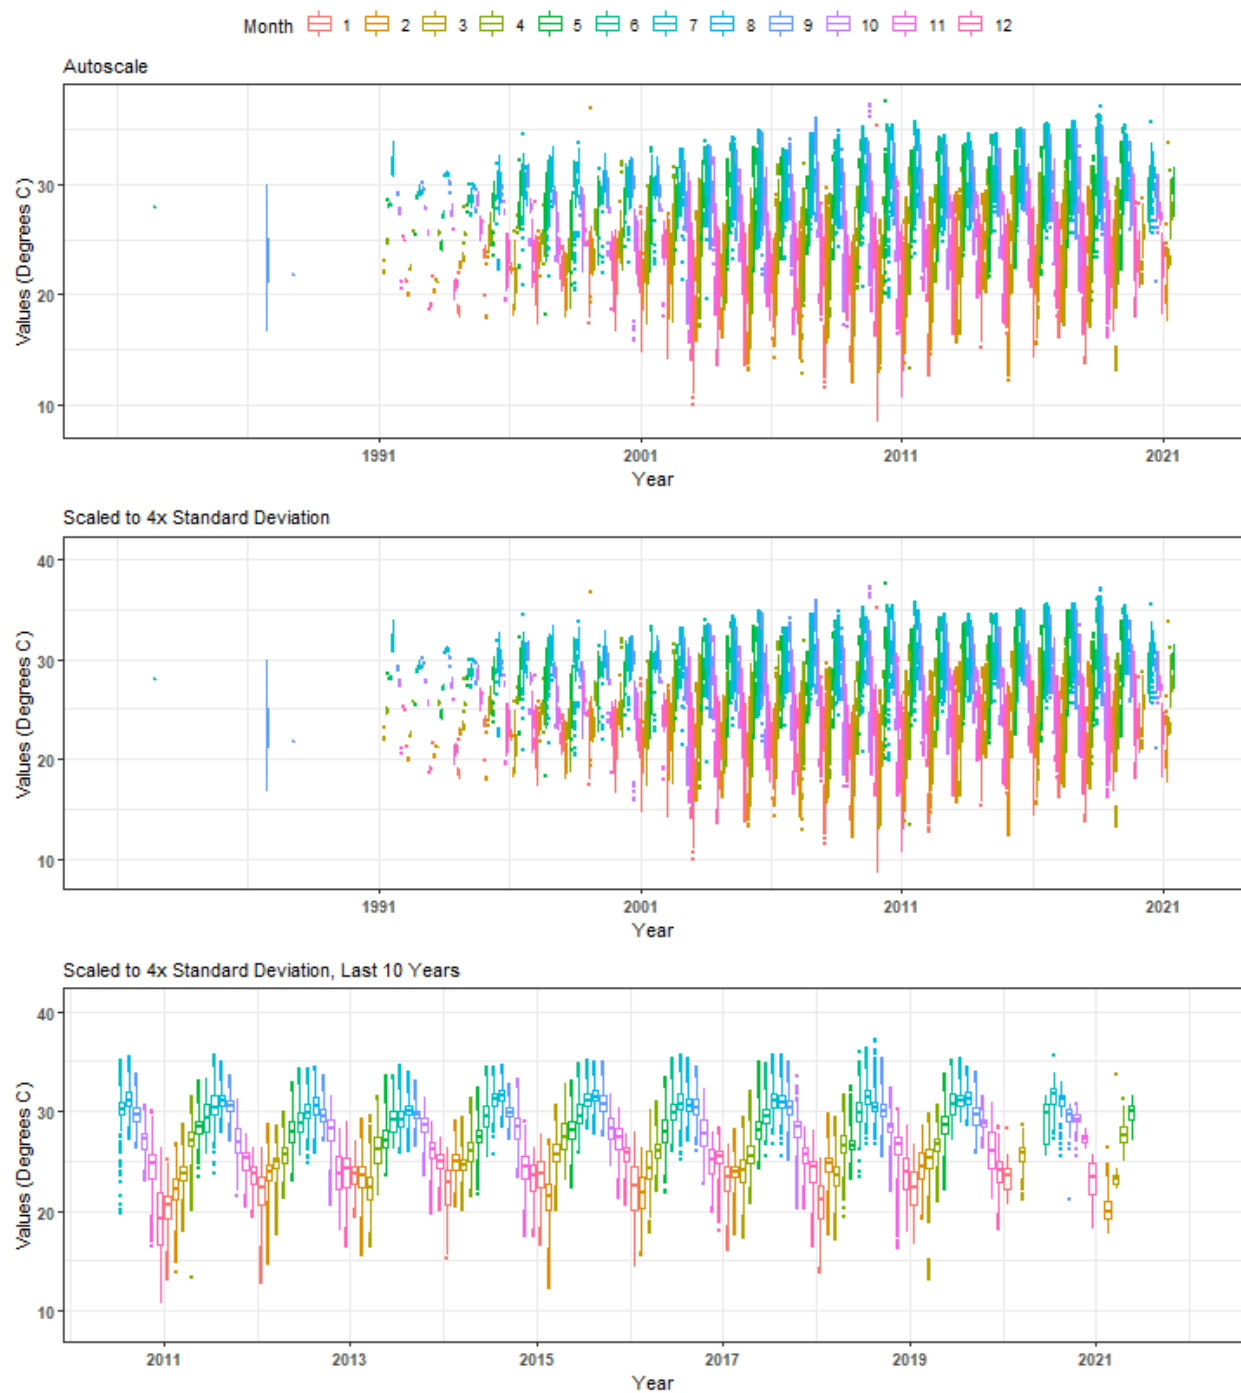 Month 1 2 3 4 5 6 7 8 9 10 11 12
Autoscale
Values (Degrees C)
30
20
10
1991 2001 2011 2021
Year
Scaled to 4x Standard Deviation
Values (Degrees C)
40
30
20
10
1991 2001 2011 2021
Year
Scaled to 4x Standard Deviation, Last 10 Years
Values (Degrees C)
40
30
20
10
2011 2013 2015 2017 2019 2021
Year